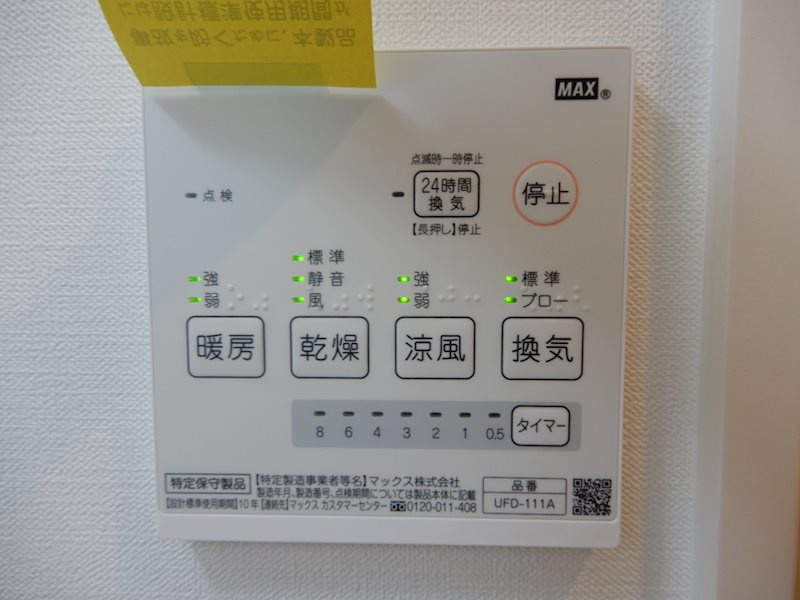 MAX®
点滅時一時停止
点検
24時間
換気
停止
【長押し】停止
強
弱
標準
静音
風
強
弱
標準
ブロー
暖房
乾燥
涼風
換気
8 6 4 3 2 1 0.5
タイマー
特定保守製品
【特定製造事業者等名】マックス株式会社
製造年月、製造番号、点検期間については製品本体に記載
【設計標準使用期間】10年【連絡先】マックス カスタマーセンター 0120-011-408
品番
UFD-111A